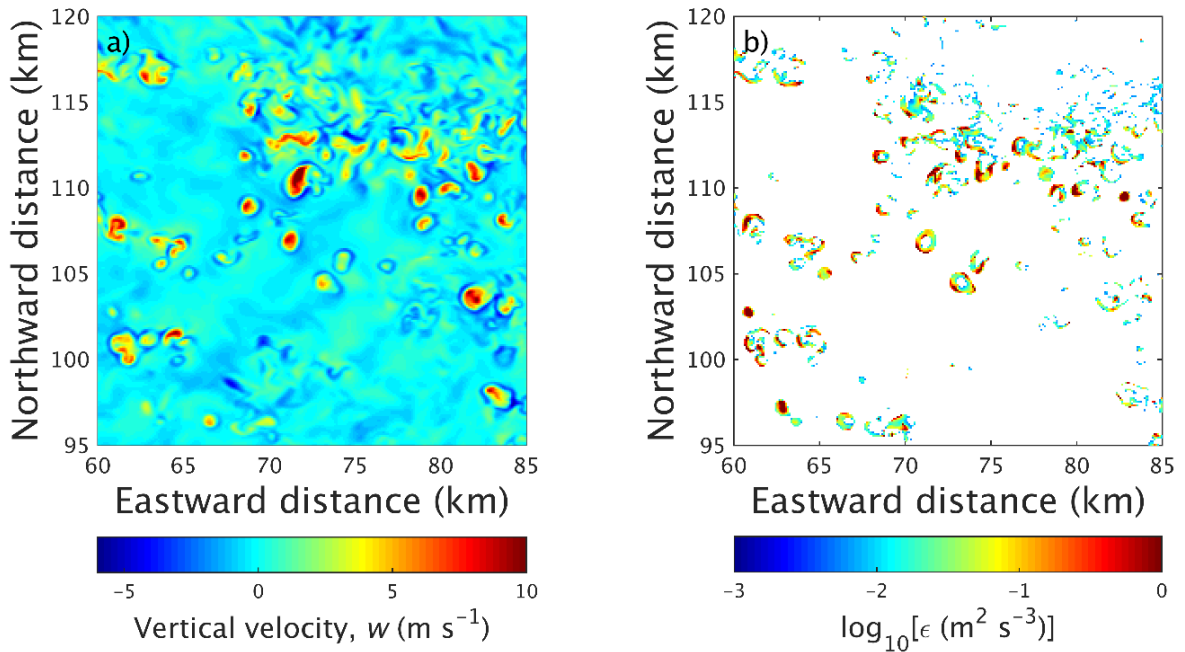 a)
120
115
110
105
100
95
60 65 70 75 80 85
Northward distance (km)
Eastward distance (km)
−5 0 5 10
Vertical velocity, w (m s⁻¹)
b)
120
115
110
105
100
95
60 65 70 75 80 85
Northward distance (km)
Eastward distance (km)
−3 −2 −1 0
log₁₀[ϵ (m² s⁻³)]